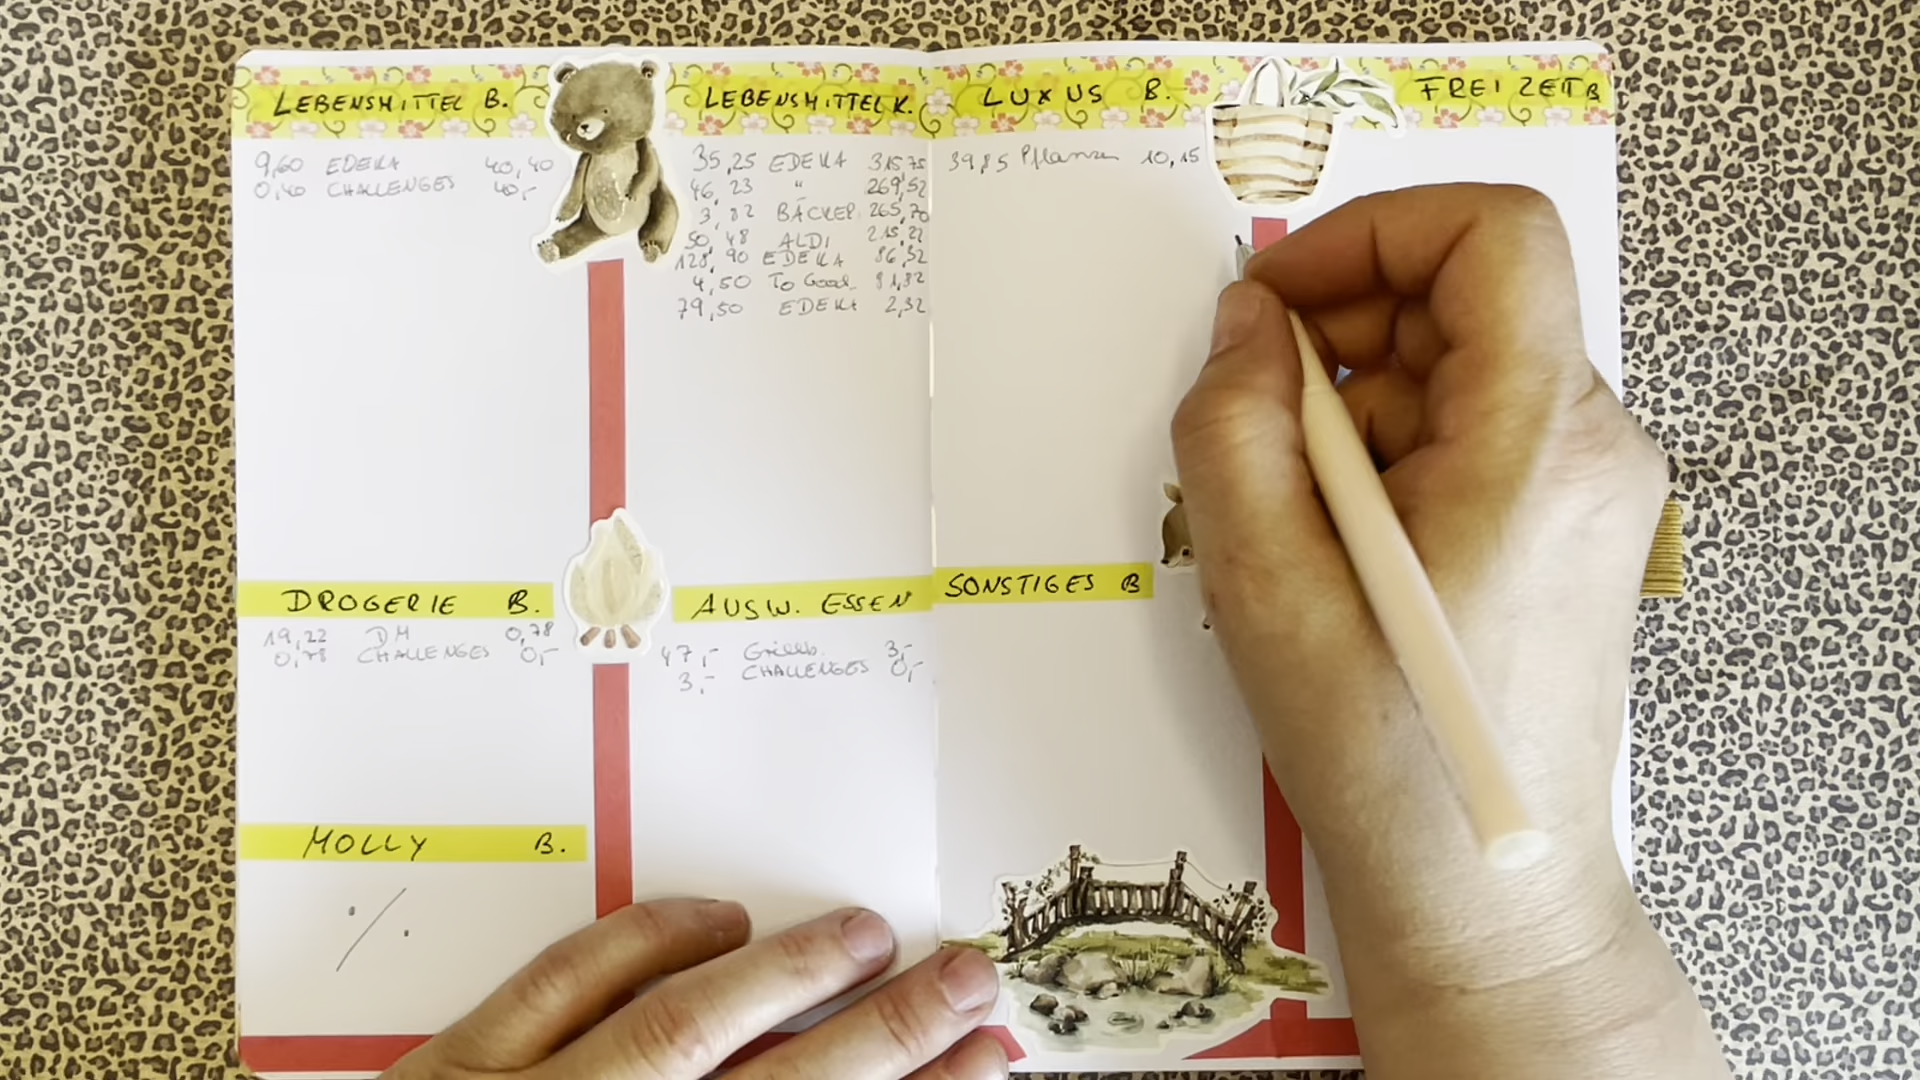 LEBENSMITTEL B.
9,60 EDEKA 40,40
0,40 CHALLENGES 40,-
LEBENSMITTEL K.
35,25 EDEKA 315,75
46,23 " 269,52
3,82 BÄCKER 265,70
50,48 ALDI 215,22
128,90 EDEKA 86,32
4,50 To Good.. 81,82
79,50 EDEKA 2,32
LUXUS B.
39,85 Pflanzen 10,15
FREIZEIT B
DROGERIE B.
19,22 DM 0,78
0,78 CHALLENGES 0,-
AUSW. ESSEN
47,- Grillb. 3,-
3,- CHALLENGES 0,-
SONSTIGES B
MOLLY B.
·/.